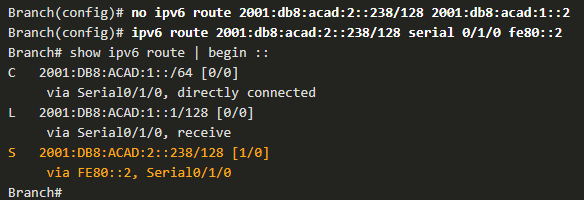 Branch(config)# no ipv6 route 2001:db8:acad:2::238/128 2001:db8:acad:1::2
Branch(config)# ipv6 route 2001:db8:acad:2::238/128 serial 0/1/0 fe80::2
Branch# show ipv6 route | begin ::
C   2001:DB8:ACAD:1::/64 [0/0]
     via Serial0/1/0, directly connected
L   2001:DB8:ACAD:1::1/128 [0/0]
     via Serial0/1/0, receive
S   2001:DB8:ACAD:2::238/128 [1/0]
     via FE80::2, Serial0/1/0
Branch#